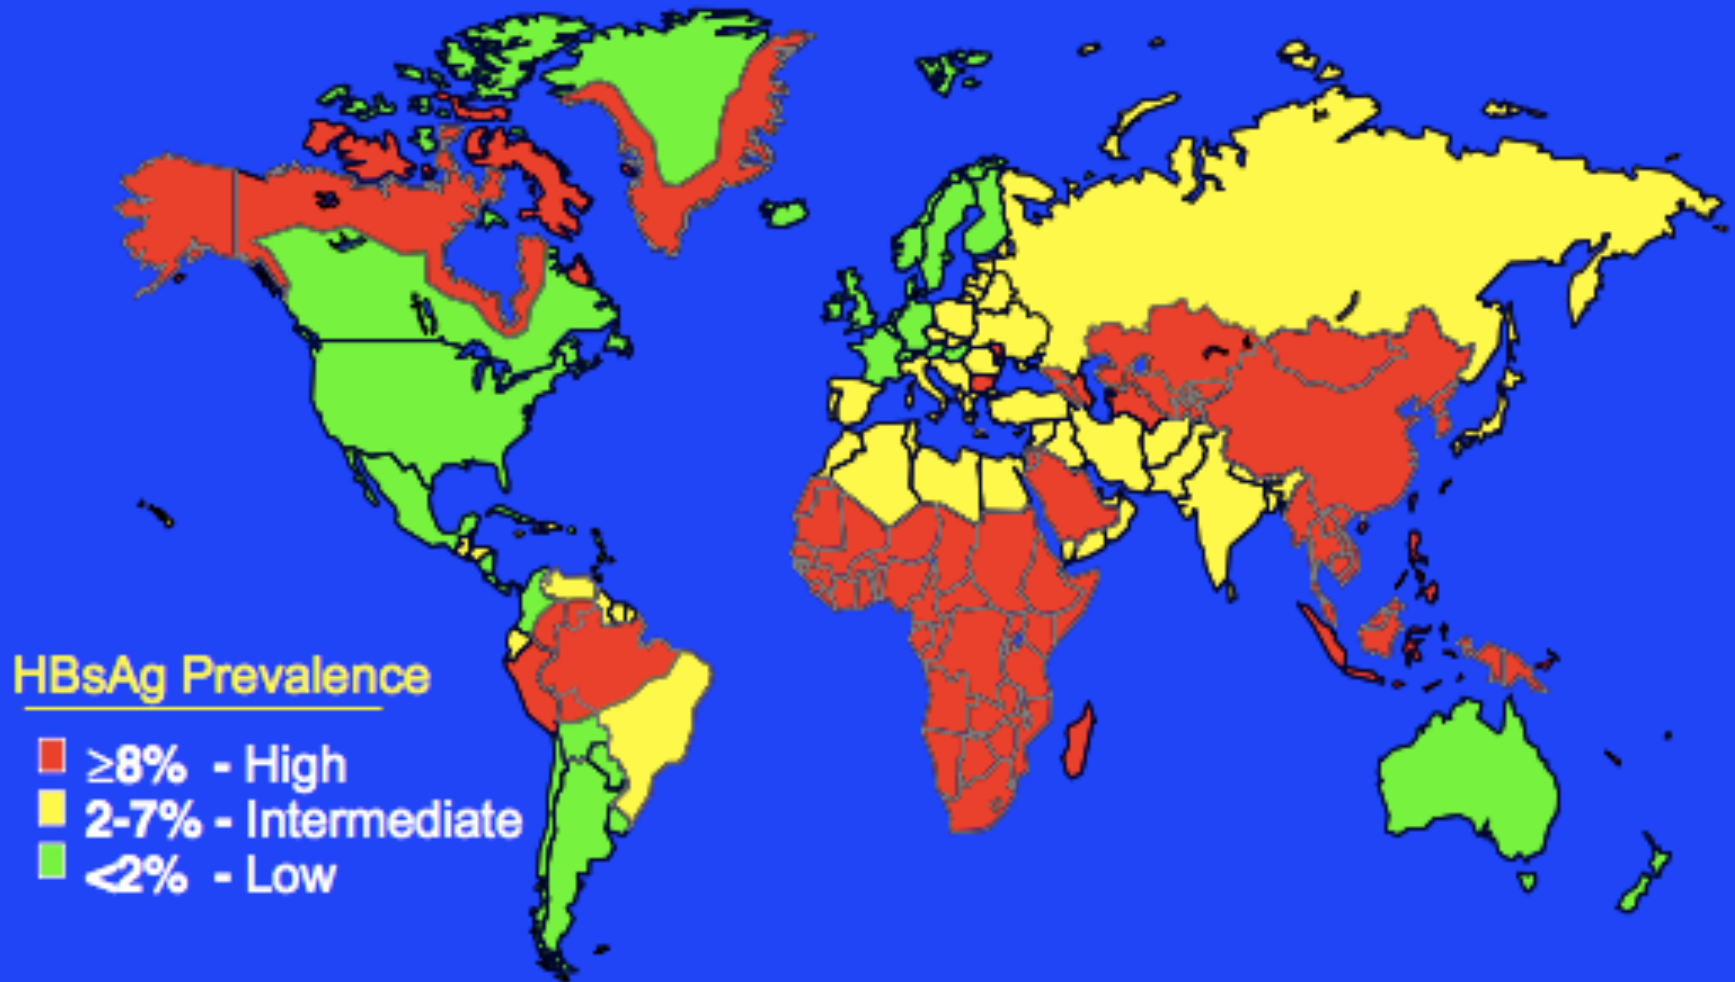 HBsAg Prevalence
≥8% - High
2-7% - Intermediate
<2% - Low